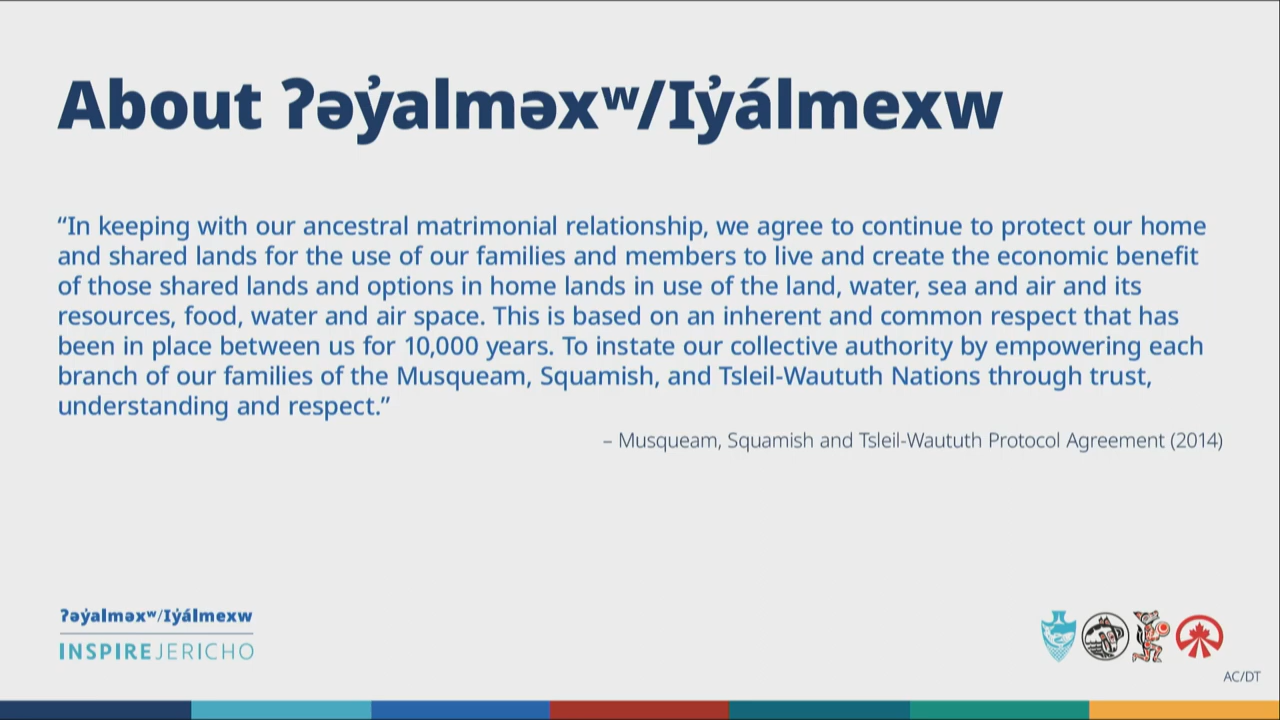 About ʔəy̓alməxʷ/Iy̓álmexw
“In keeping with our ancestral matrimonial relationship, we agree to continue to protect our home
and shared lands for the use of our families and members to live and create the economic benefit
of those shared lands and options in home lands in use of the land, water, sea and air and its
resources, food, water and air space. This is based on an inherent and common respect that has
been in place between us for 10,000 years. To instate our collective authority by empowering each
branch of our families of the Musqueam, Squamish, and Tsleil-Waututh Nations through trust,
understanding and respect.”
– Musqueam, Squamish and Tsleil-Waututh Protocol Agreement (2014)
ʔəy̓alməxʷ/Iy̓álmexw
INSPIREJERICHO
AC/DT